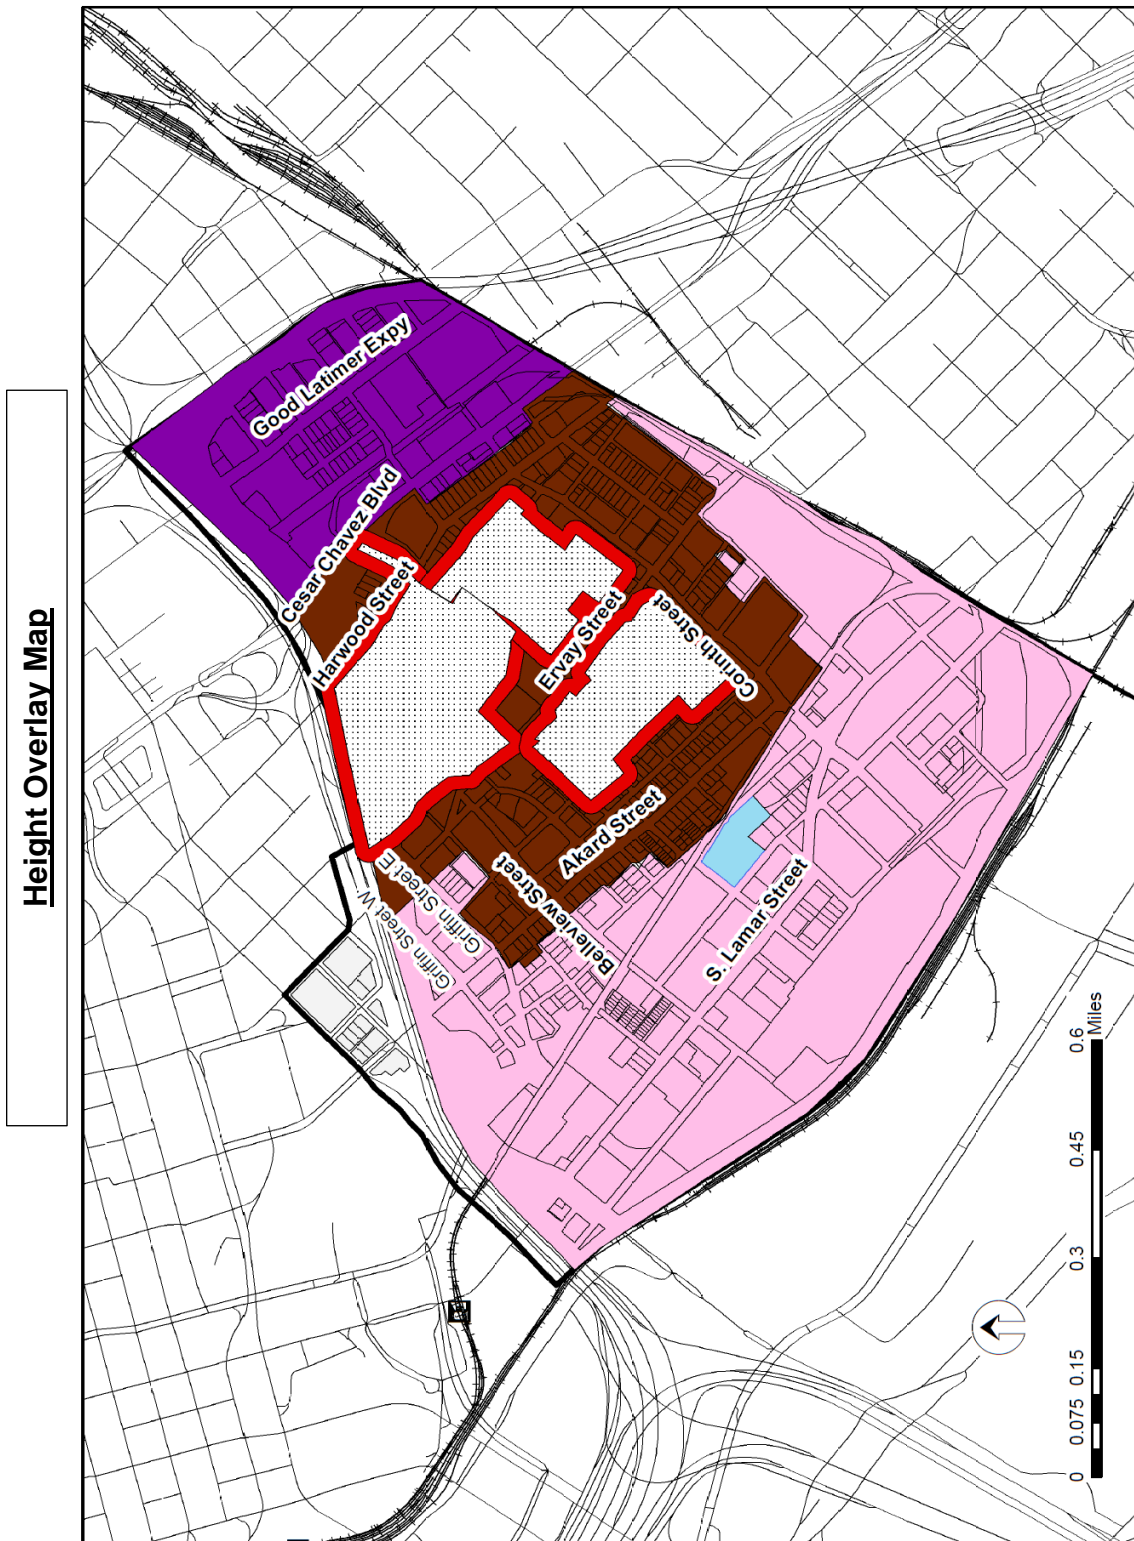 Height Overlay Map
Good Latimer Expy
Cesar Chavez Blvd
Harwood Street
Ervay Street
Corinth Street
Griffin Street E
Griffin Street W.
Belleview Street
Akard Street
S. Lamar Street
0 0.075 0.15 0.3 0.45 0.6
Miles